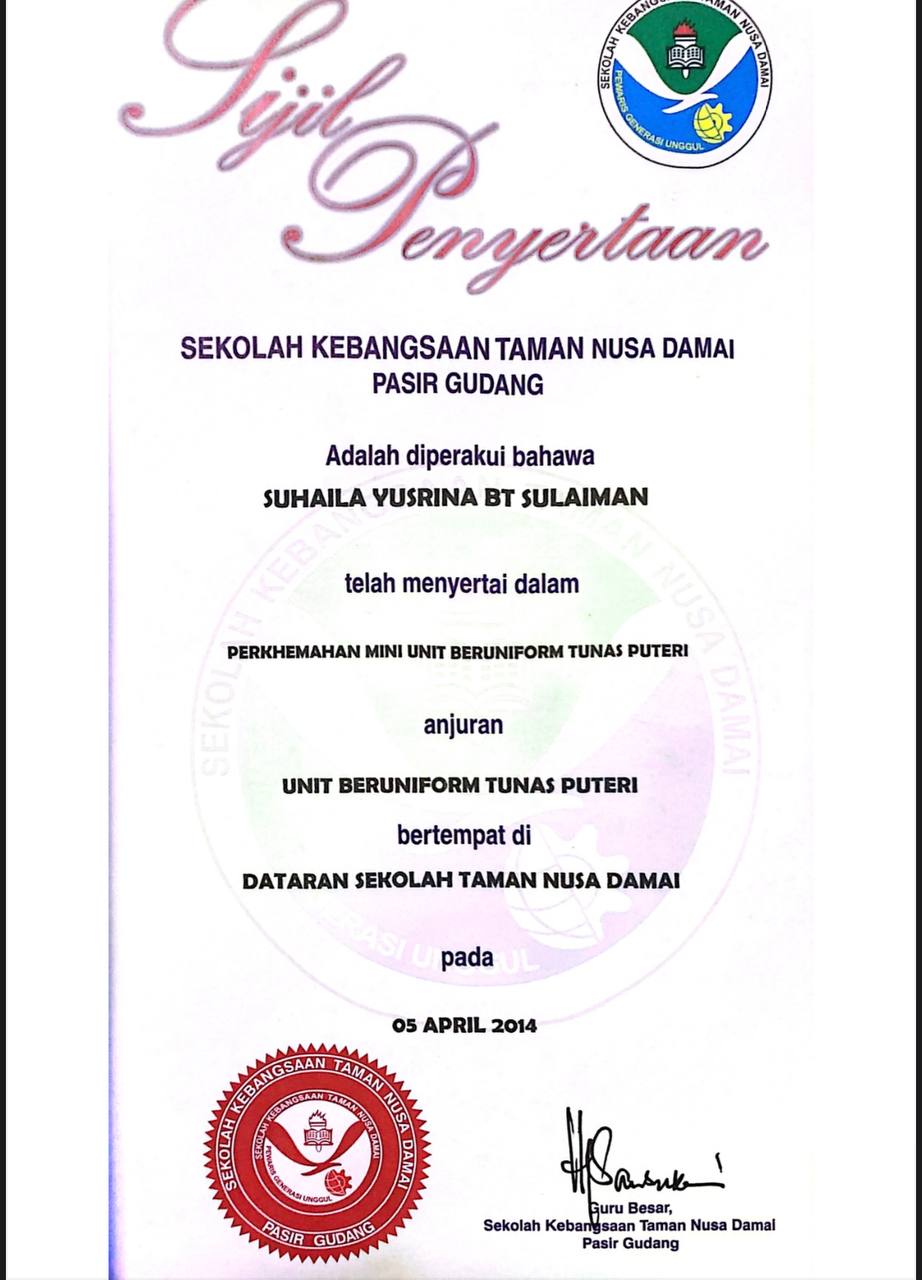 Sijil
Penyertaan
SEKOLAH KEBANGSAAN TAMAN NUSA DAMAI
PEWARIS GENERASI UNGGUL
SEKOLAH KEBANGSAAN TAMAN NUSA DAMAI
PASIR GUDANG
Adalah diperakui bahawa
SUHAILA YUSRINA BT SULAIMAN
telah menyertai dalam
PERKHEMAHAN MINI UNIT BERUNIFORM TUNAS PUTERI
anjuran
UNIT BERUNIFORM TUNAS PUTERI
bertempat di
DATARAN SEKOLAH TAMAN NUSA DAMAI
pada
05 APRIL 2014
SEKOLAH KEBANGSAAN TAMAN NUSA DAMAI
PASIR GUDANG
SEKOLAH KEBANGSAAN TAMAN NUSA DAMAI
PEWARIS GENERASI UNGGUL
Guru Besar,
Sekolah Kebangsaan Taman Nusa Damai
Pasir Gudang